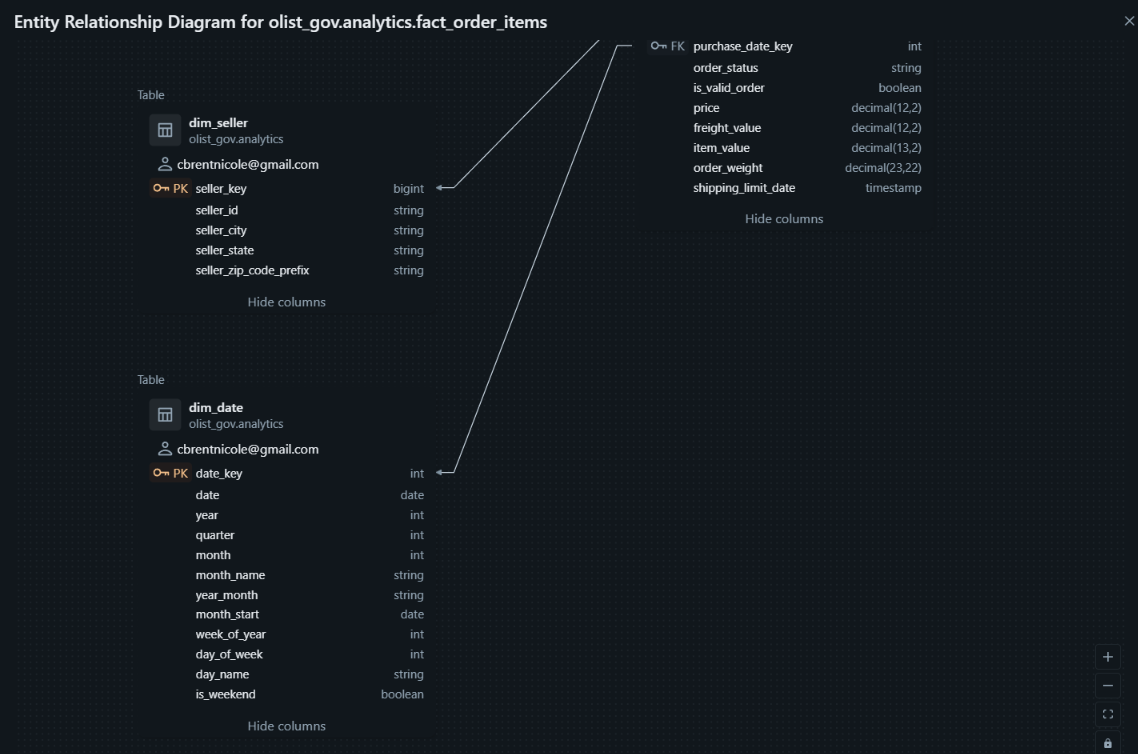 Entity Relationship Diagram for olist_gov.analytics.fact_order_items
FK purchase_date_key int
order_status string
is_valid_order boolean
price decimal(12,2)
freight_value decimal(12,2)
item_value decimal(13,2)
order_weight decimal(23,22)
shipping_limit_date timestamp
Hide columns
Table
dim_seller
olist_gov.analytics
cbrentnicole@gmail.com
PK seller_key bigint
seller_id string
seller_city string
seller_state string
seller_zip_code_prefix string
Hide columns
Table
dim_date
olist_gov.analytics
cbrentnicole@gmail.com
PK date_key int
date date
year int
quarter int
month int
month_name string
year_month string
month_start date
week_of_year int
day_of_week int
day_name string
is_weekend boolean
Hide columns